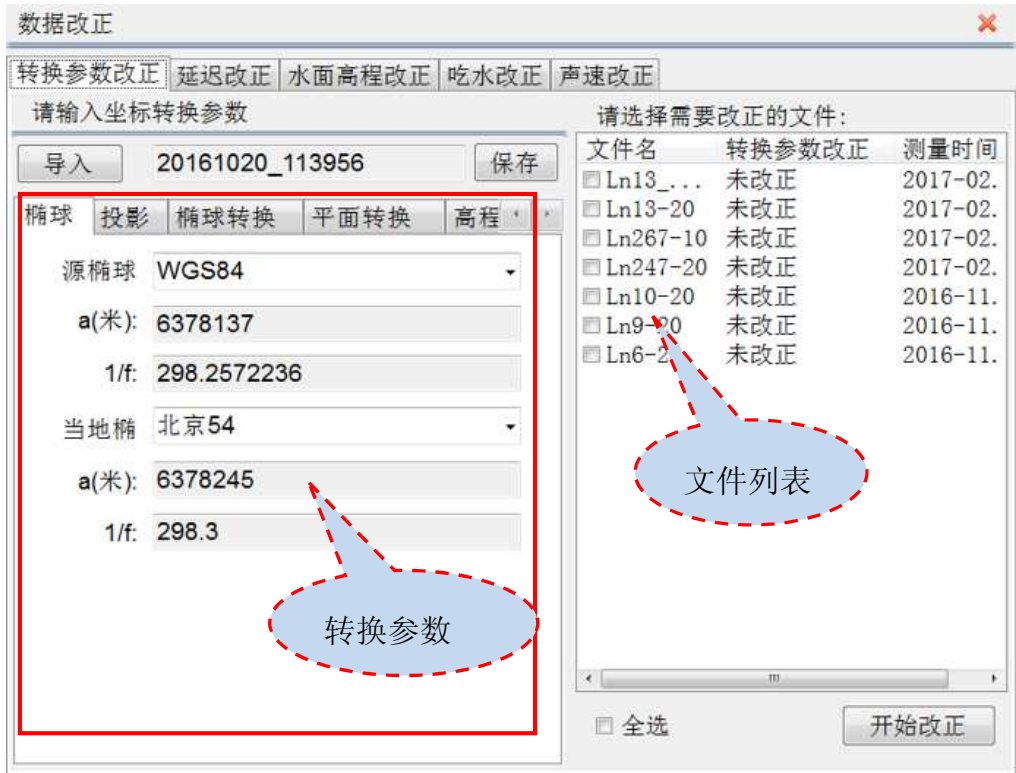 数据改正
转换参数改正 延迟改正 水面高程改正 吃水改正 声速改正
请输入坐标转换参数
导入 20161020_113956 保存
椭球 投影 椭球转换 平面转换 高程
源椭球 WGS84
a(米): 6378137
1/f: 298.2572236
当地椭 北京54
a(米): 6378245
1/f: 298.3
转换参数
请选择需要改正的文件:
文件名 转换参数改正 测量时间
Ln13_... 未改正 2017-02.
Ln13-20 未改正 2017-02.
Ln267-10 未改正 2017-02.
Ln247-20 未改正 2017-02.
Ln10-20 未改正 2016-11.
Ln9-20 未改正 2016-11.
Ln6-2 未改正 2016-11.
文件列表
全选 开始改正